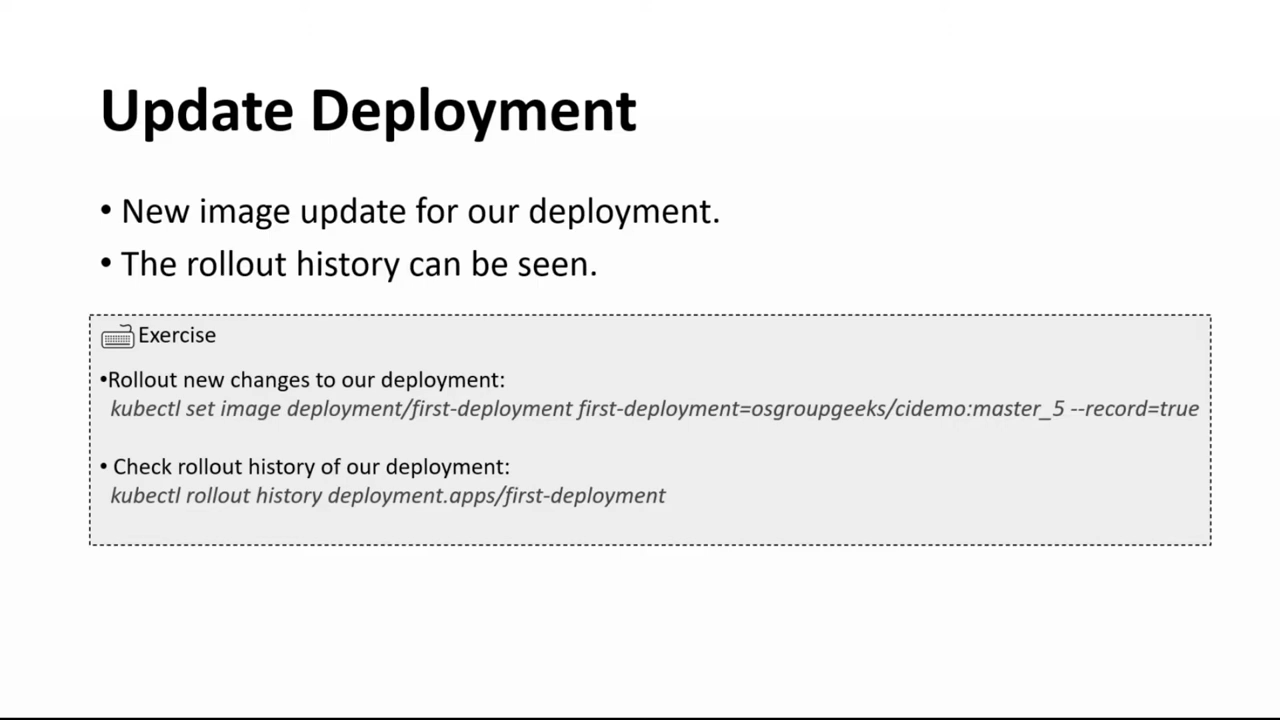 Update Deployment
• New image update for our deployment.
• The rollout history can be seen.
Exercise
•Rollout new changes to our deployment:
kubectl set image deployment/first-deployment first-deployment=osgroupgeeks/cidemo:master_5 --record=true
• Check rollout history of our deployment:
kubectl rollout history deployment.apps/first-deployment